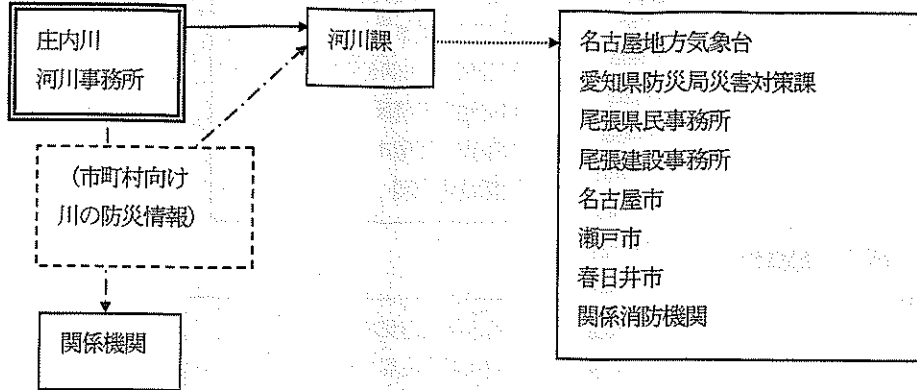 庄内川
河川事務所
河川課
(市町村向け
川の防災情報)
関係機関
名古屋地方気象台
愛知県防災局災害対策課
尾張県民事務所
尾張建設事務所
名古屋市
瀬戸市
春日井市
関係消防機関